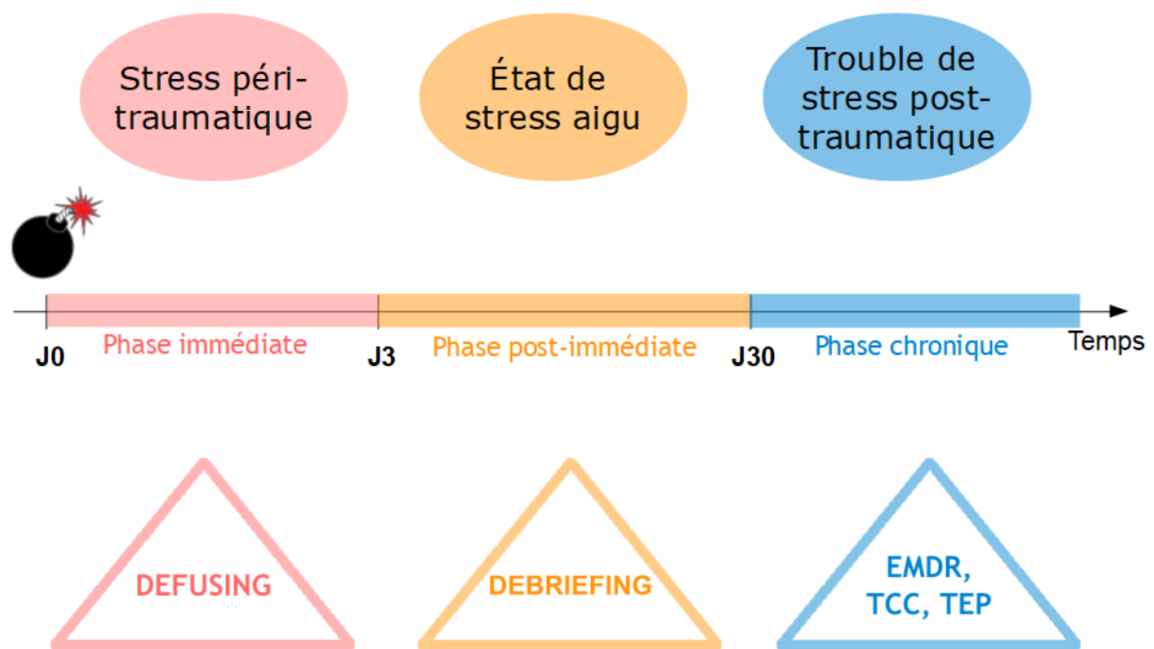 Stress péri-
traumatique
État de
stress aigu
Trouble de
stress post-
traumatique
Phase immédiate
Phase post-immédiate
Phase chronique
Temps
J0
J3
J30
DEFUSING
DEBRIEFING
EMDR,
TCC, TEP